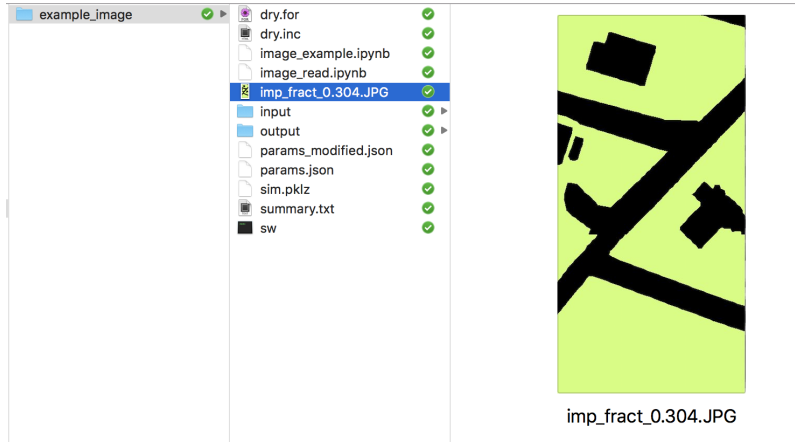 example_image
dry.for
dry.inc
image_example.ipynb
image_read.ipynb
imp_fract_0.304.JPG
input
output
params_modified.json
params.json
sim.pklz
summary.txt
sw
imp_fract_0.304.JPG